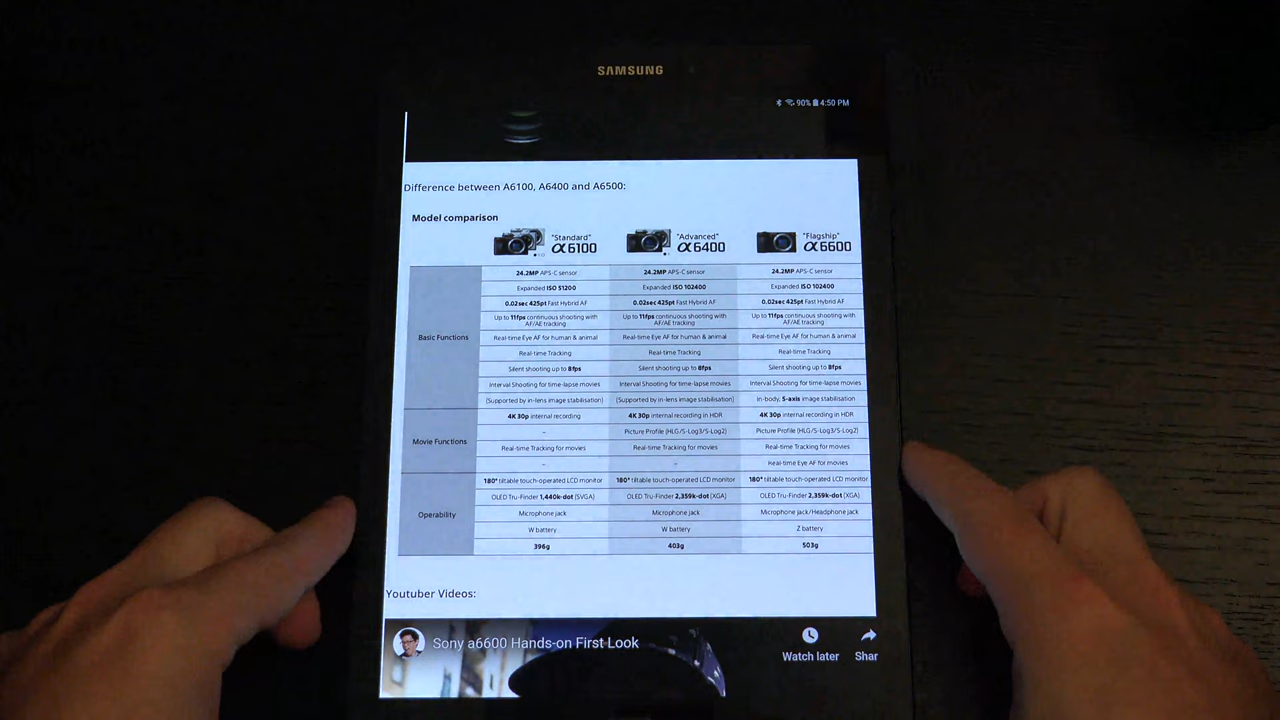 SAMSUNG
90% 4:50 PM
Difference between A6100, A6400 and A6500:
Model comparison
"Standard" "Advanced" "Flagship"
α6100 α6400 α6600
24.2MP APS-C sensor 24.2MP APS-C sensor 24.2MP APS-C sensor
Expanded ISO 51200 Expanded ISO 102400 Expanded ISO 102400
0.02sec 425pt Fast Hybrid AF 0.02sec 425pt Fast Hybrid AF 0.02sec 425pt Fast Hybrid AF
Up to 11fps continuous shooting with Up to 11fps continuous shooting with Up to 11fps continuous shooting with
AF/AE tracking AF/AE tracking AF/AE tracking
Basic Functions Real-time Eye AF for human & animal Real-time Eye AF for human & animal Real-time Eye AF for human & animal
Real-time Tracking Real-time Tracking Real-time Tracking
Silent shooting up to 8fps Silent shooting up to 8fps Silent shooting up to 8fps
Interval Shooting for time-lapse movies Interval Shooting for time-lapse movies Interval Shooting for time-lapse movies
(Supported by in-lens image stabilisation) (Supported by in-lens image stabilisation) In-body, 5-axis image stabilisation
4K 30p internal recording 4K 30p internal recording in HDR 4K 30p internal recording in HDR
Movie Functions – Picture Profile (HLG/S-Log3/S-Log2) Picture Profile (HLG/S-Log3/S-Log2)
Real-time Tracking for movies Real-time Tracking for movies Real-time Tracking for movies
– – Real-time Eye AF for movies
180° tiltable touch-operated LCD monitor 180° tiltable touch-operated LCD monitor 180° tiltable touch-operated LCD monitor
OLED Tru-Finder 1,440k-dot (SVGA) OLED Tru-Finder 2,359k-dot (XGA) OLED Tru-Finder 2,359k-dot (XGA)
Operability Microphone jack Microphone jack Microphone jack/Headphone jack
W battery W battery Z battery
396g 403g 503g
Youtuber Videos:
Sony a6600 Hands-on First Look
Watch later Shar